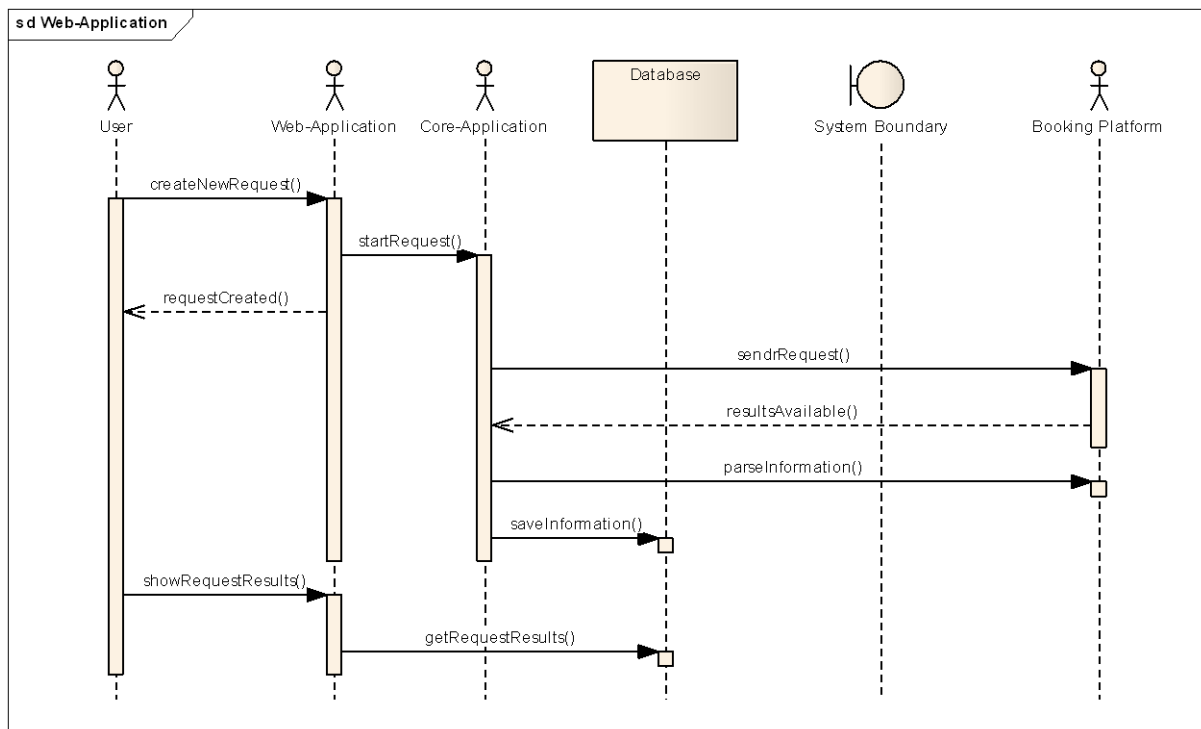 sd Web-Application
User
Web-Application
Core-Application
Database
System Boundary
Booking Platform
createNewRequest()
startRequest()
requestCreated()
sendrRequest()
resultsAvailable()
parseInformation()
saveInformation()
showRequestResults()
getRequestResults()